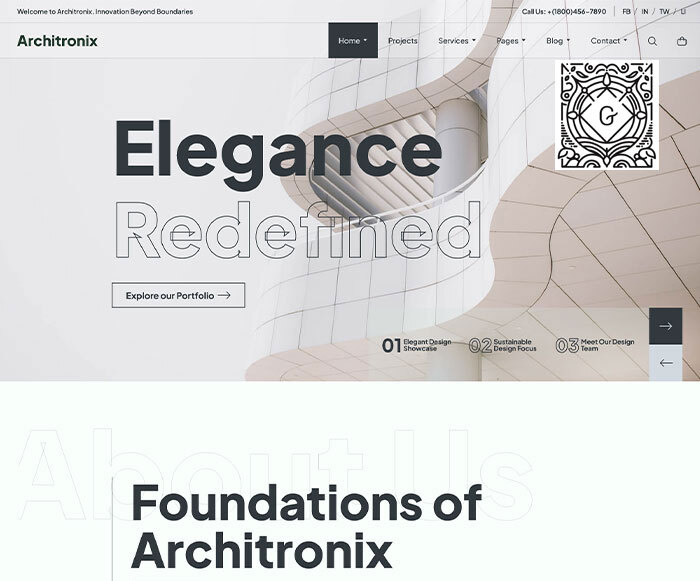 Welcome to Architronix, Innovation Beyond Boundaries
Call Us: +(1800)456-7890
FB / IN / TW / LI
Architronix
Home
Projects
Services
Pages
Blog
Contact
G
Elegance
Redefined
Explore our Portfolio
01 Elegant Design
Showcase
02 Sustainable
Design Focus
03 Meet Our Design
Team
About Us
Foundations of
Architronix